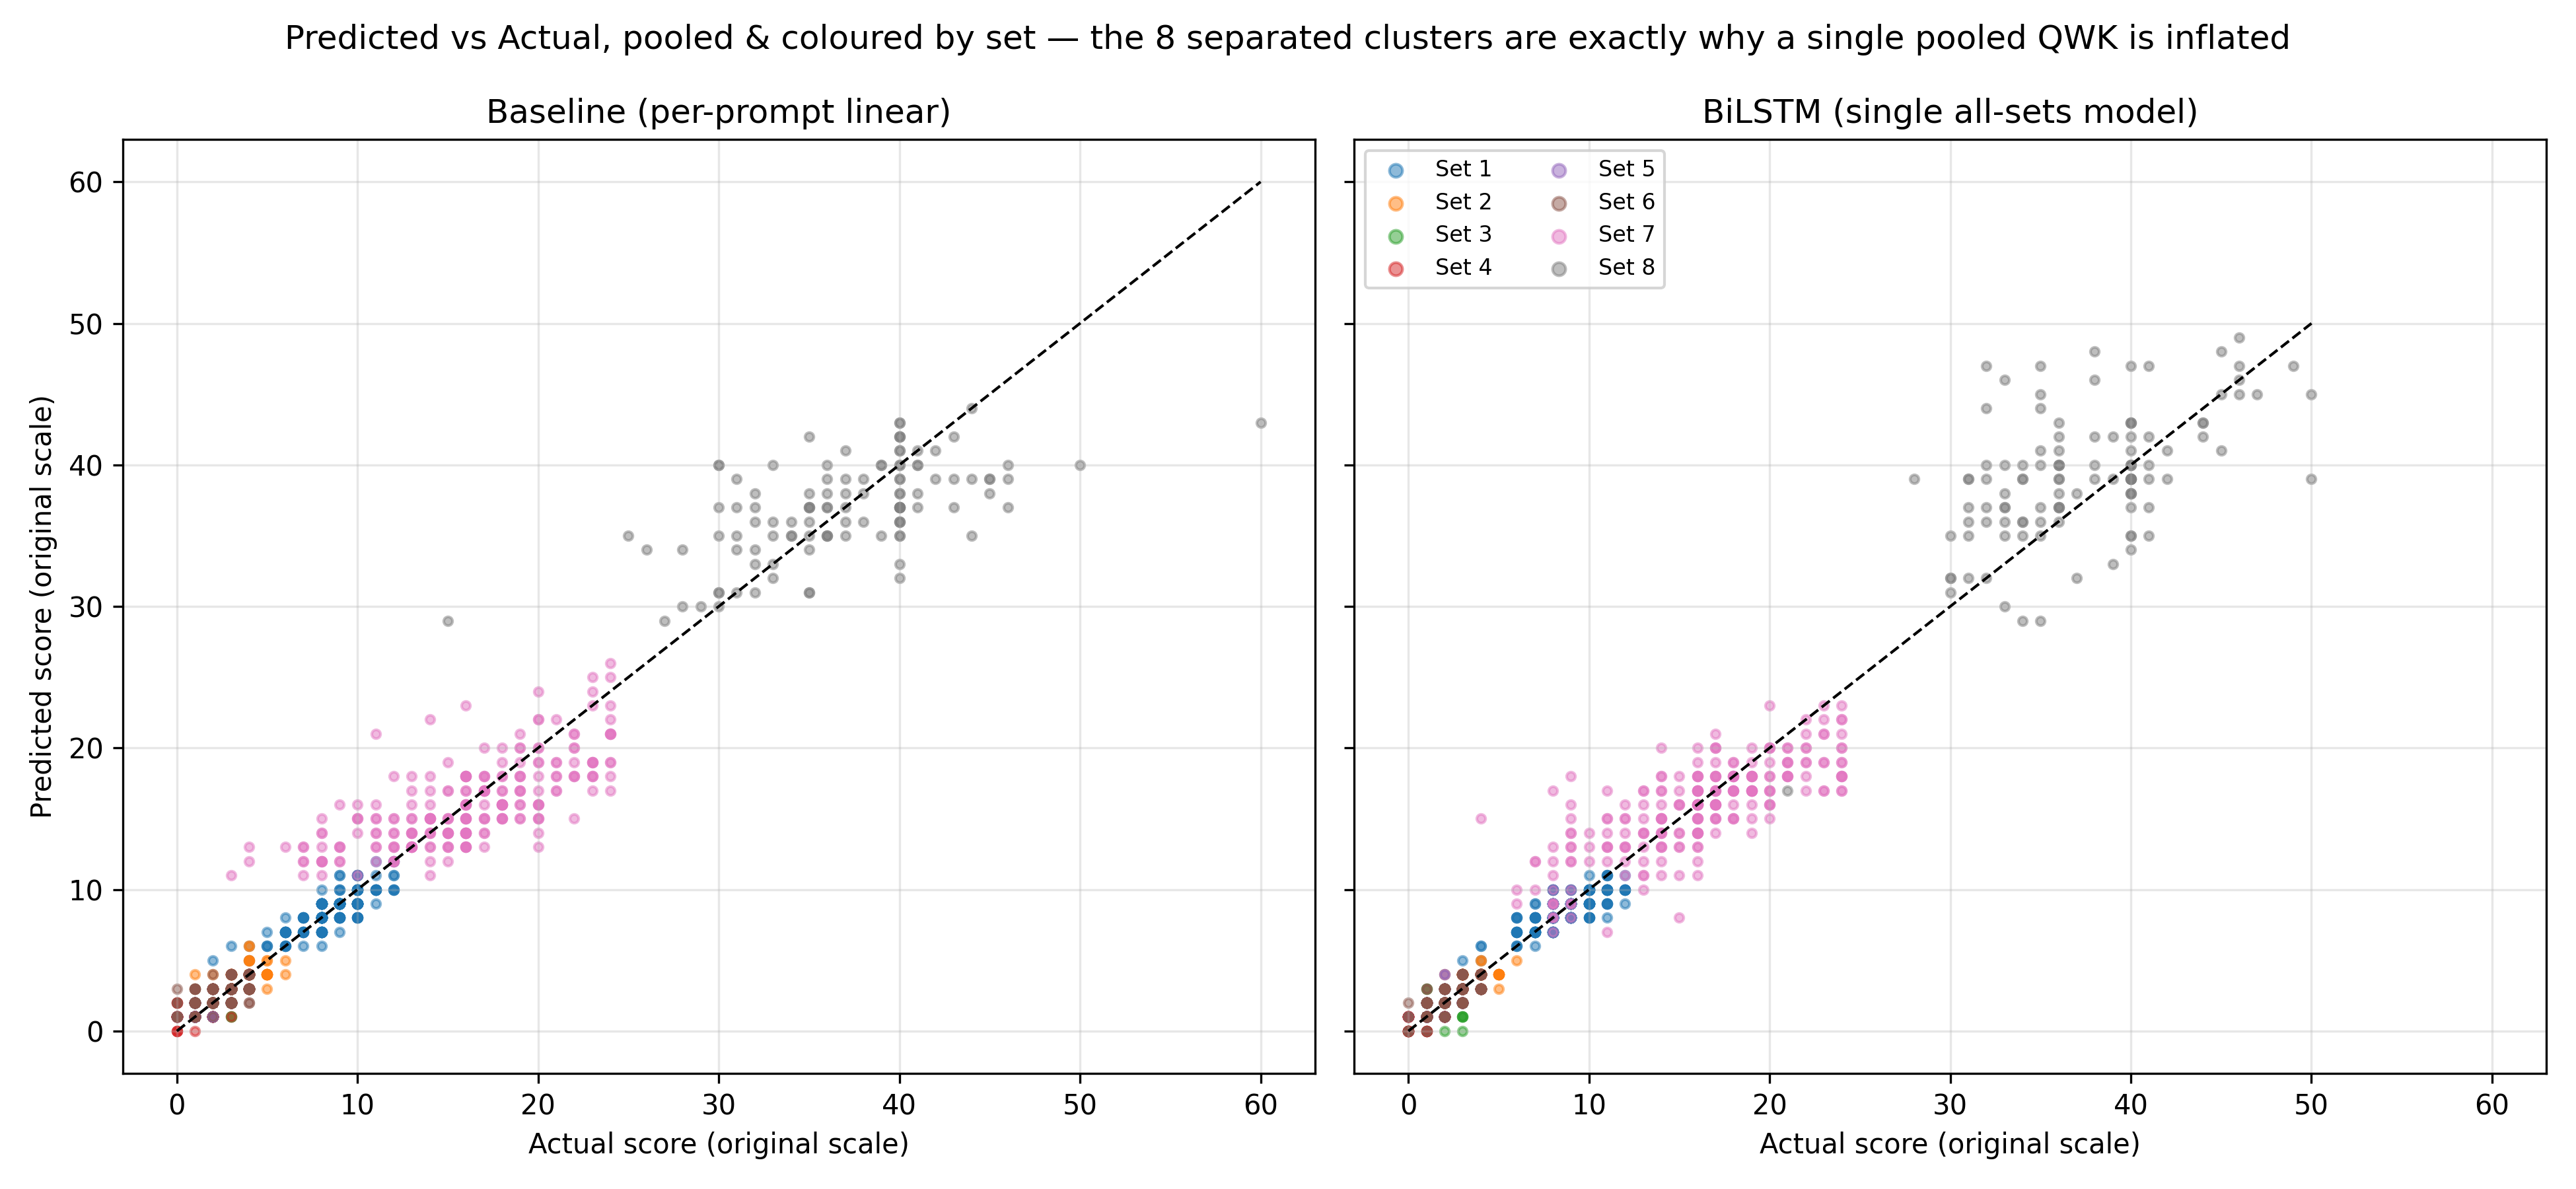 Predicted vs Actual, pooled & coloured by set — the 8 separated clusters are exactly why a single pooled QWK is inflated
Baseline (per-prompt linear)
Predicted score (original scale)
60
50
40
30
20
10
0
0 10 20 30 40 50 60
Actual score (original scale)
BiLSTM (single all-sets model)
Set 1 Set 5
Set 2 Set 6
Set 3 Set 7
Set 4 Set 8
0 10 20 30 40 50 60
Actual score (original scale)